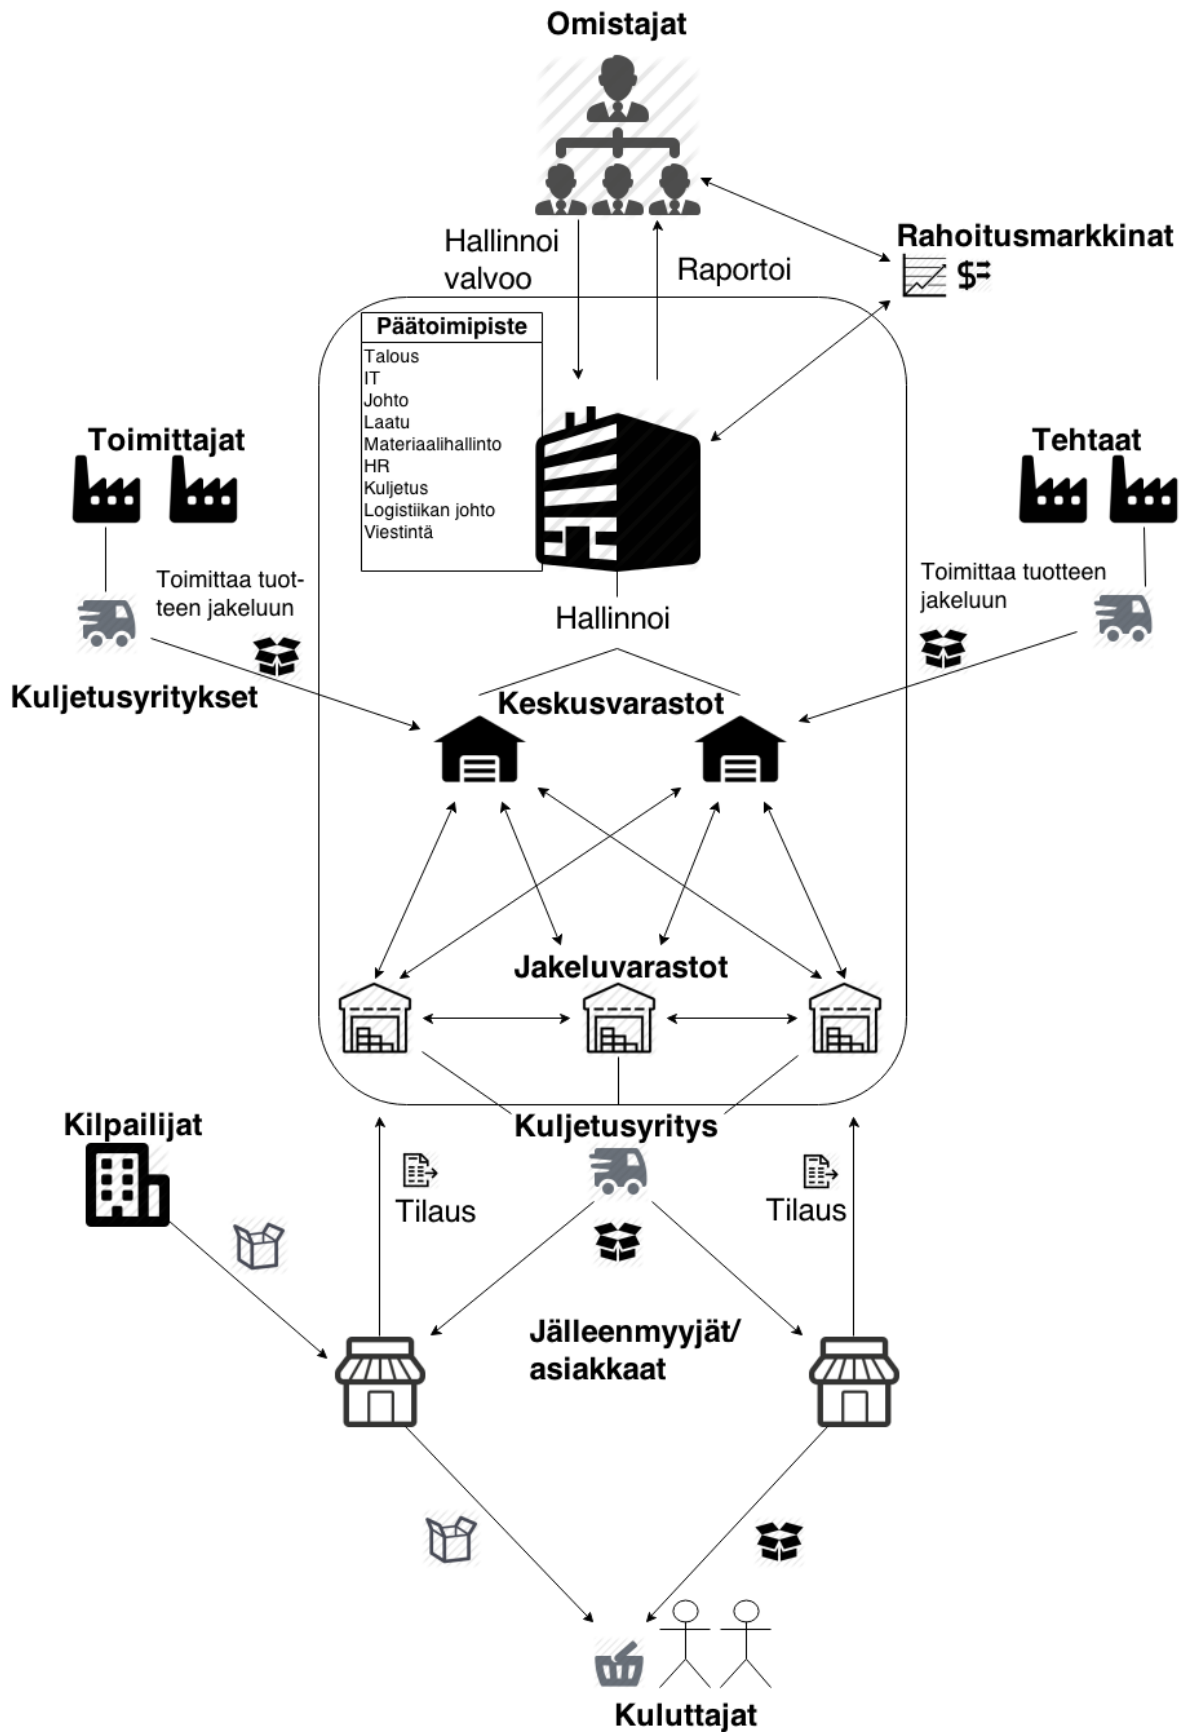 Omistajat
Hallinnoi
valvoo
Raportoi
Rahoitusmarkkinat
$
Päätoimipiste
Talous
IT
Johto
Laatu
Materiaalihallinto
HR
Kuljetus
Logistiikan johto
Viestintä
Toimittajat
Tehtaat
Toimittaa tuot-
teen jakeluun
Toimittaa tuotteen
jakeluun
Hallinnoi
Kuljetusyritykset
Keskusvarastot
Jakeluvarastot
Kilpailijat
Kuljetusyritys
Tilaus
Tilaus
Jälleenmyyjät/
asiakkaat
Kuluttajat